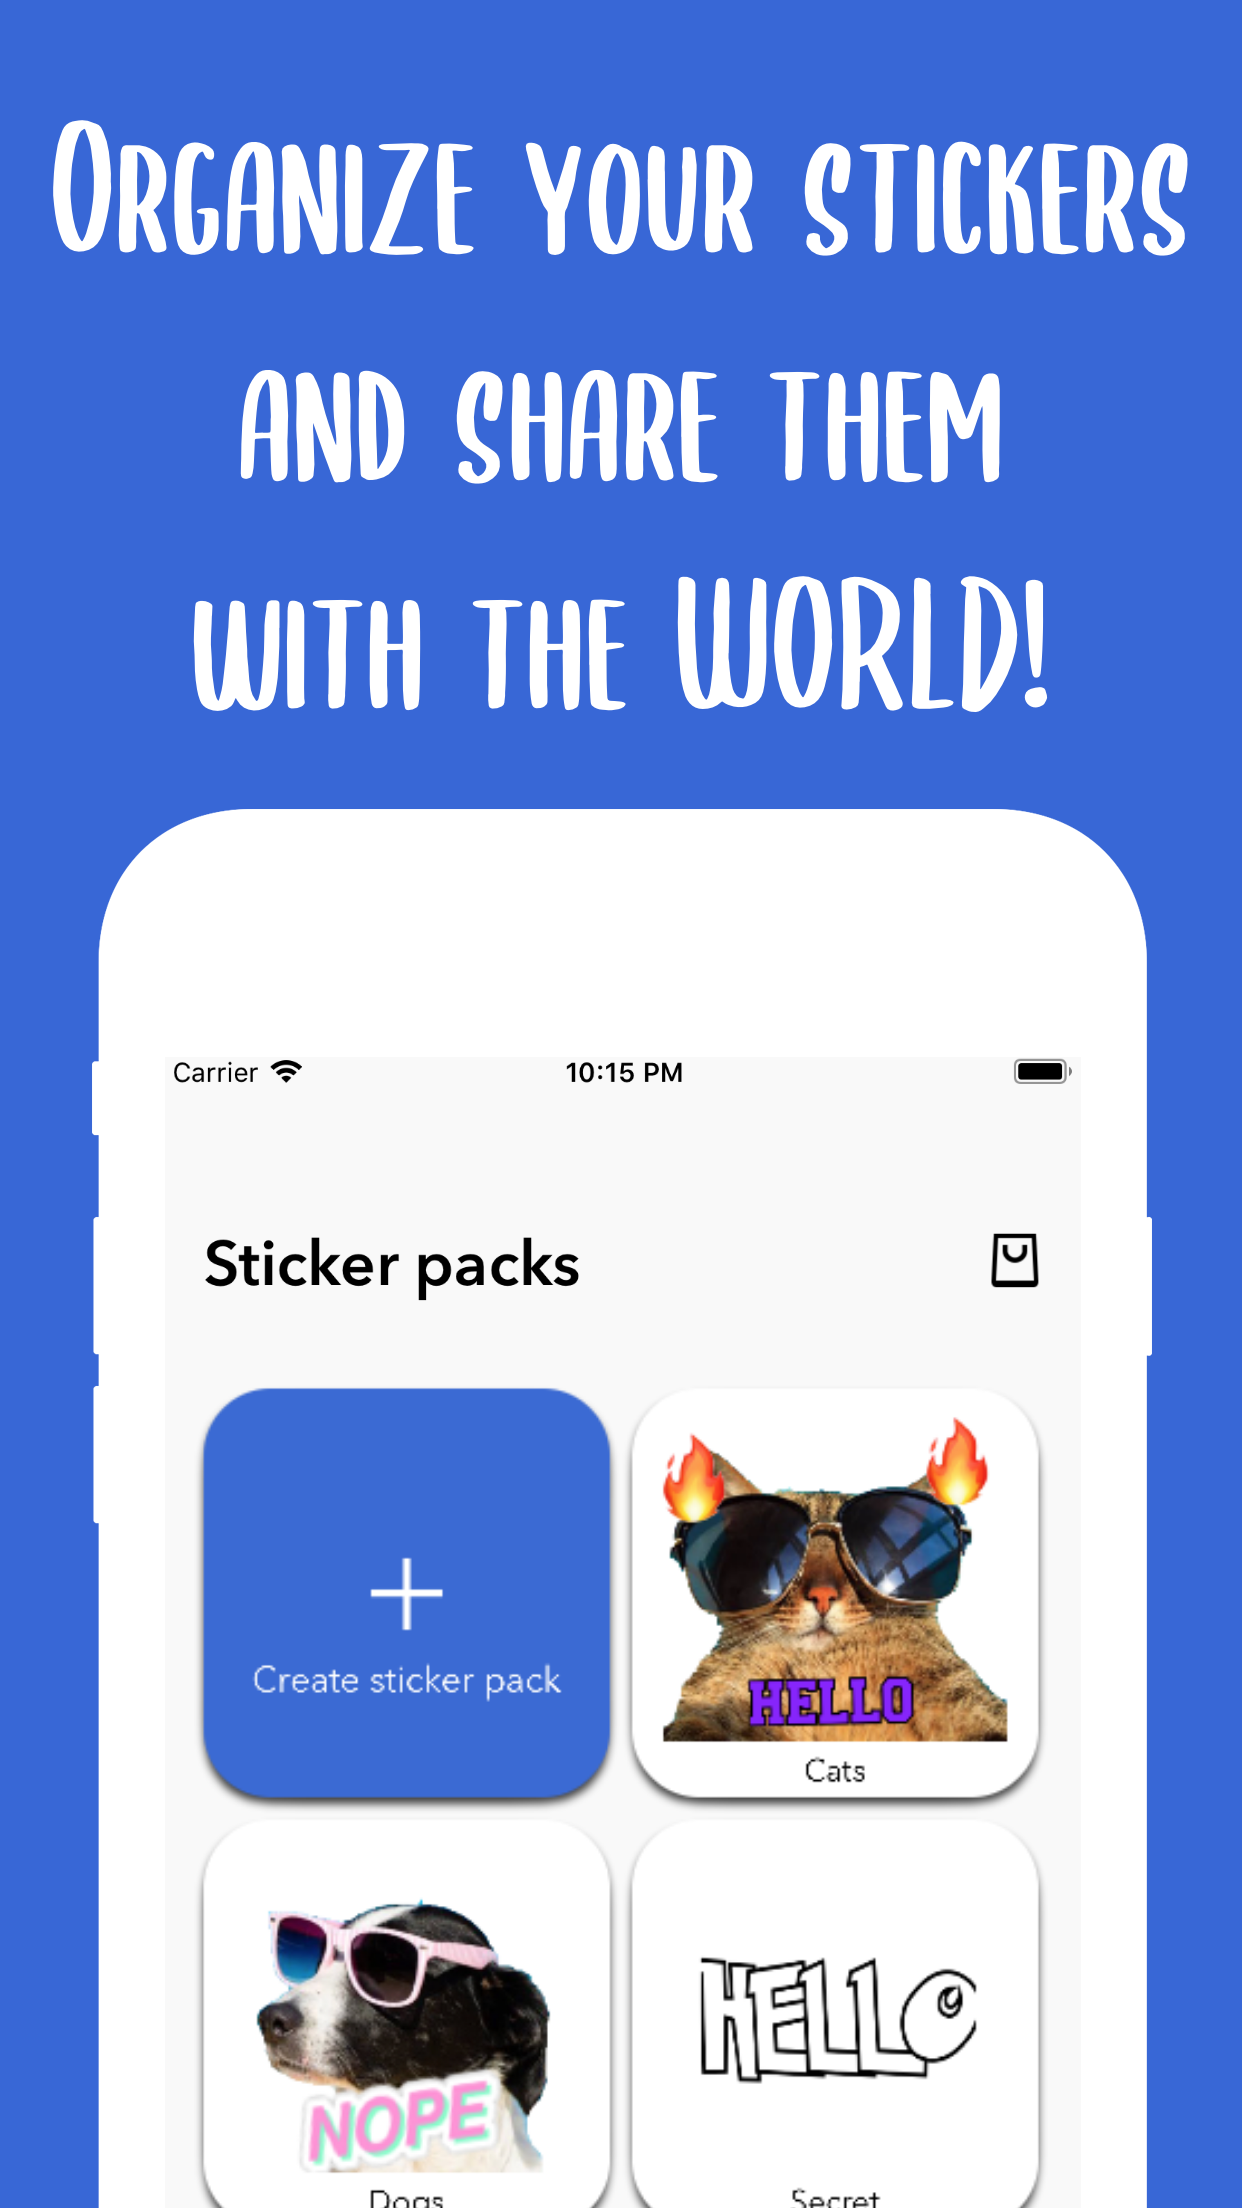 Organize your stickers
and share them
with the WORLD!
Carrier 10:15 PM
Sticker packs
Create sticker pack
HELLO
Cats
NOPE
HELLO
Dogs
Secret